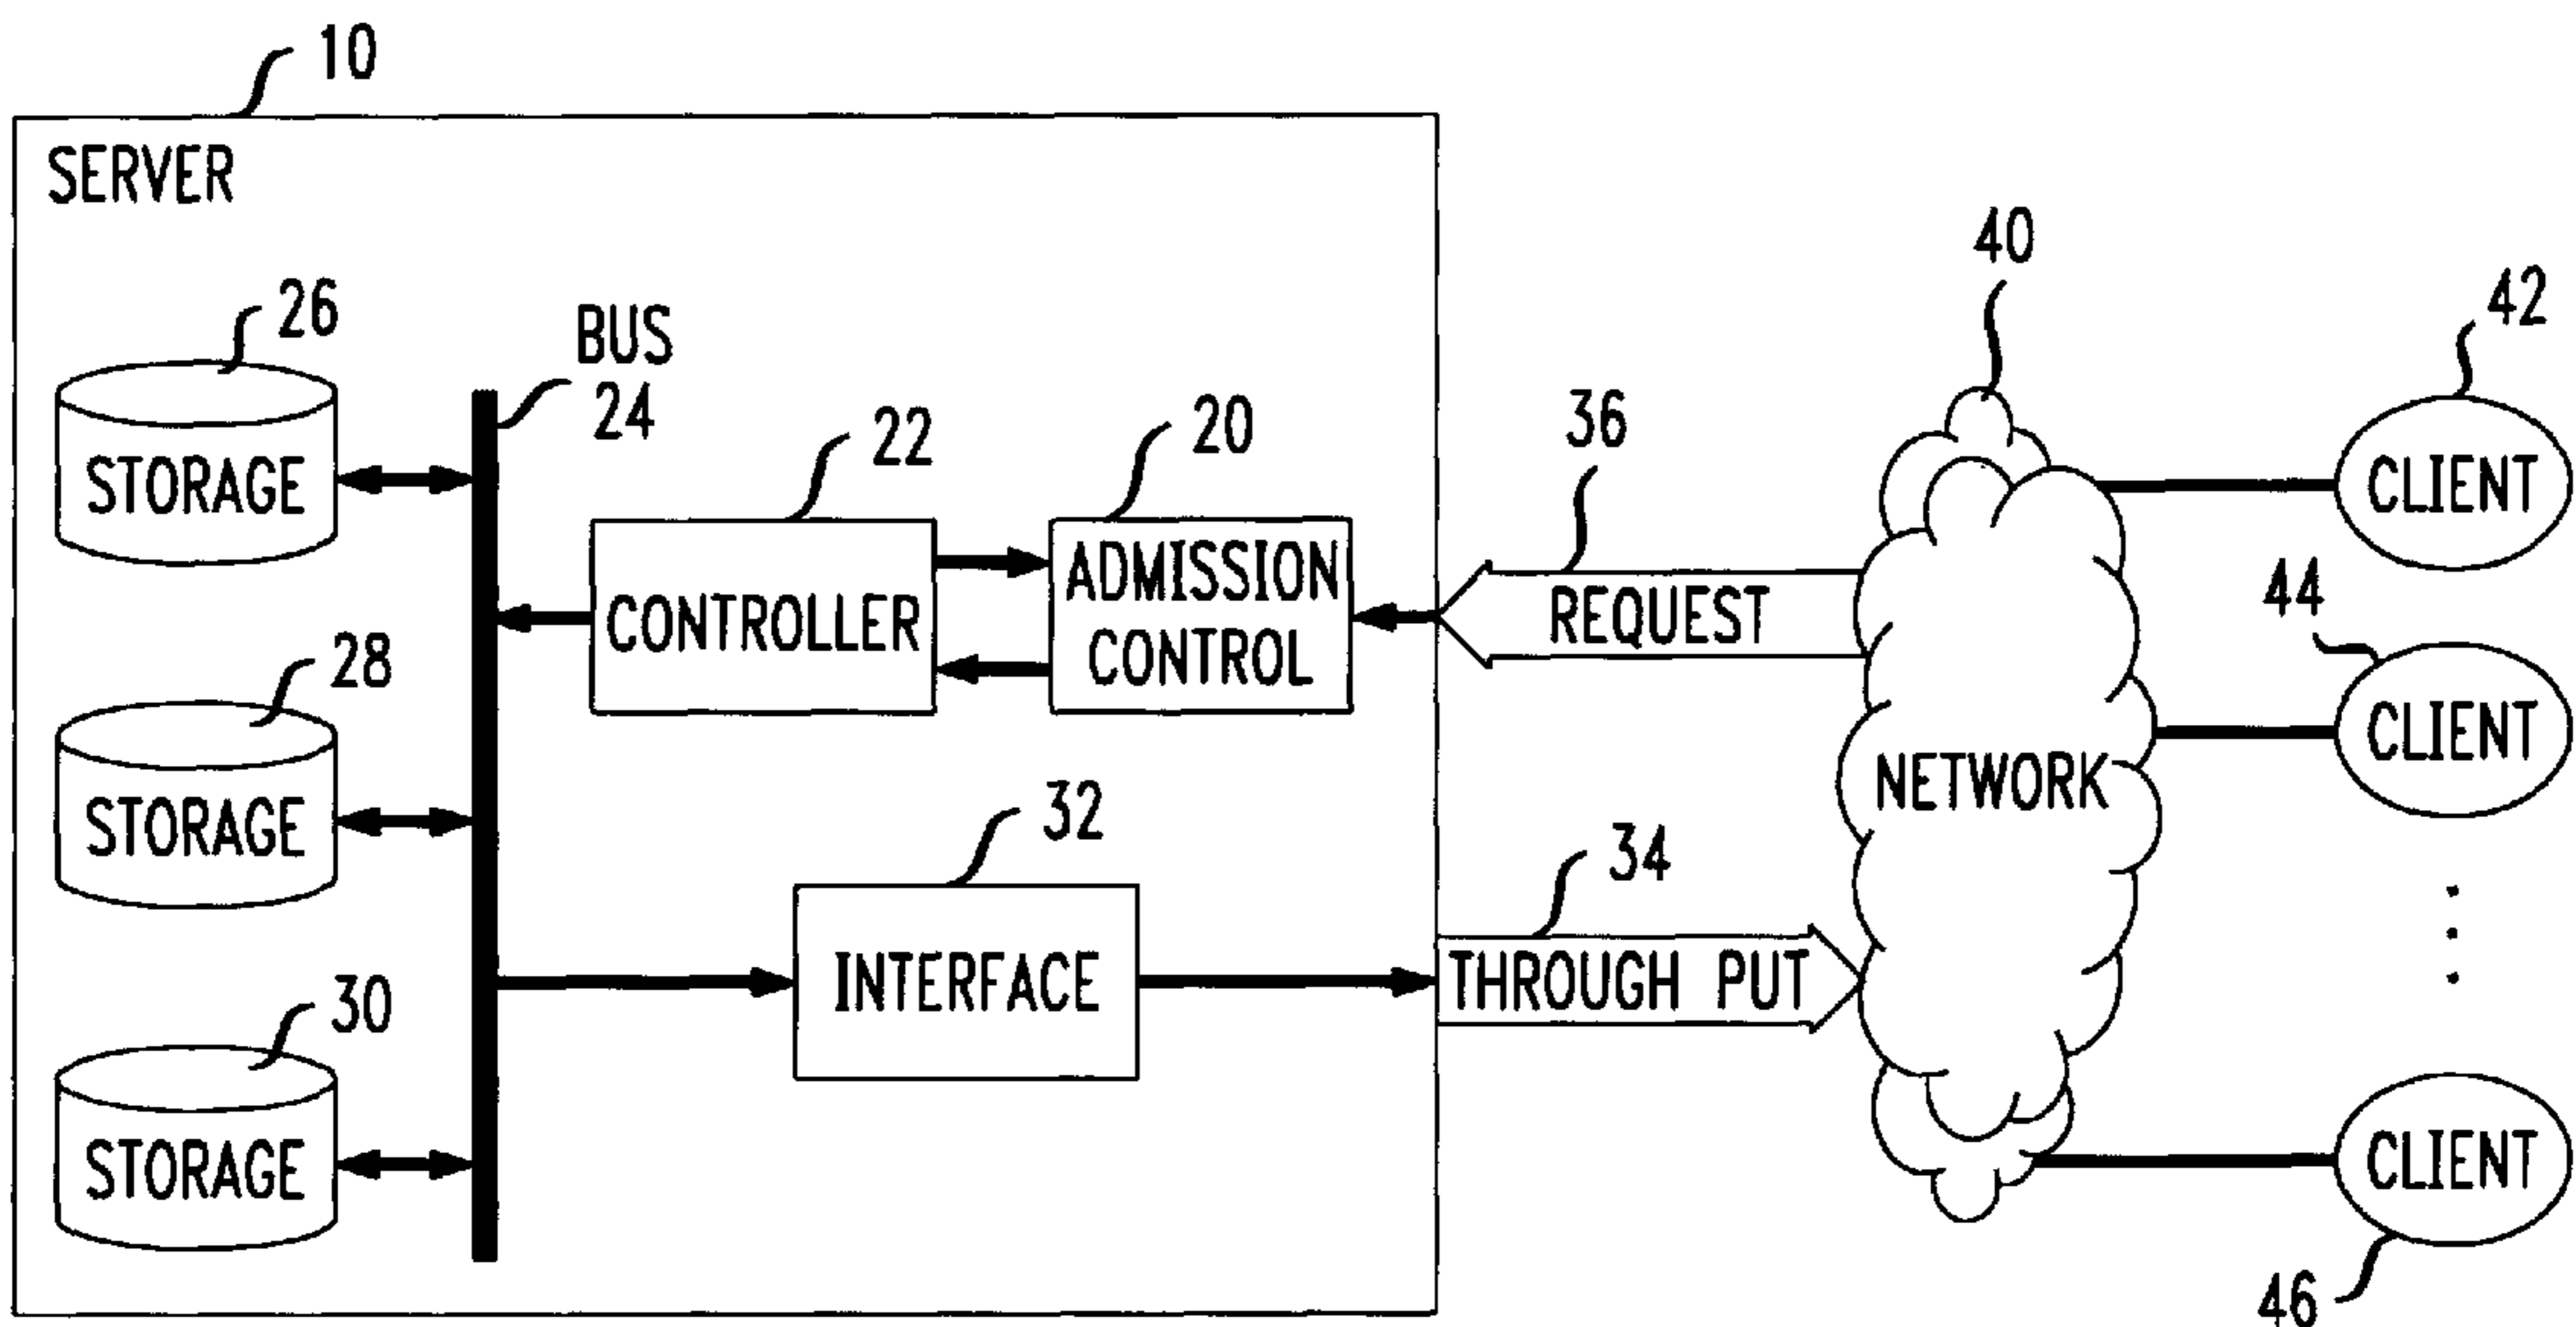 10
SERVER
40
26
42
BUS
24
36
22
20
STORAGE
CLIENT
ADMISSION
CONTROL
44
CONTROLLER
REQUEST
28
CLIENT
NETWORK
STORAGE
32
34
30
INTERFACE
THROUGH PUT
STORAGE
CLIENT
46